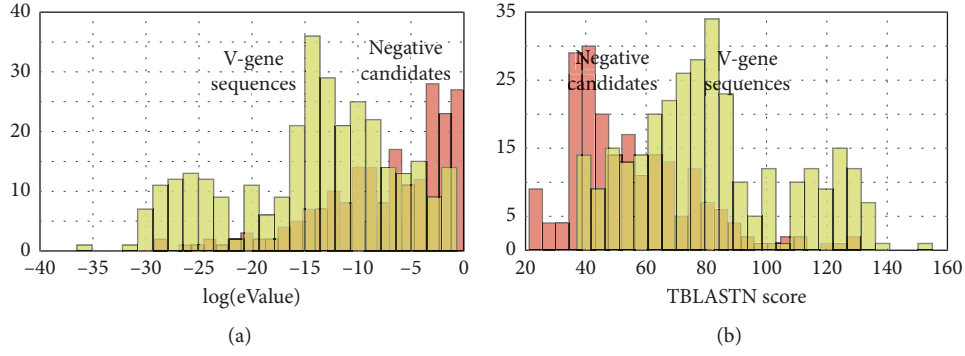 40
30
20
10
0
V-gene
sequences
Negative
candidates
−40
−35
−30
−25
−20
−15
−10
−5
0
log(eValue)
(a)
35
25
15
5
0
Negative
candidates
V-gene
sequences
20
40
60
80
100
120
140
160
TBLASTN score
(b)